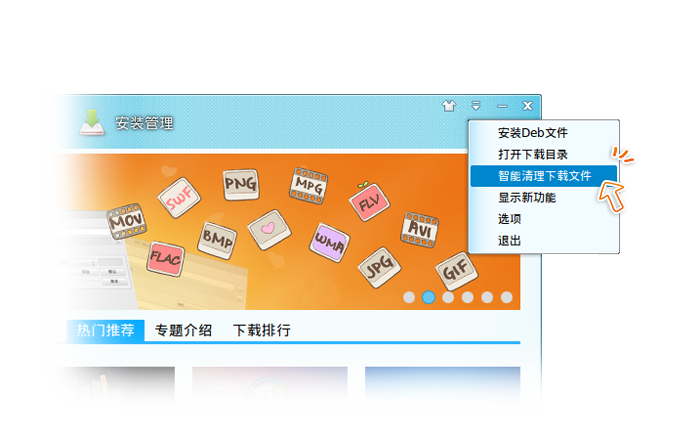 安装管理
安装Deb文件
打开下载目录
智能清理下载文件
显示新功能
选项
退出
MOV
SWF
PNG
MPG
FLV
AVI
FLAC
BMP
WMA
JPG
GIF
热门推荐 专题介绍 下载排行